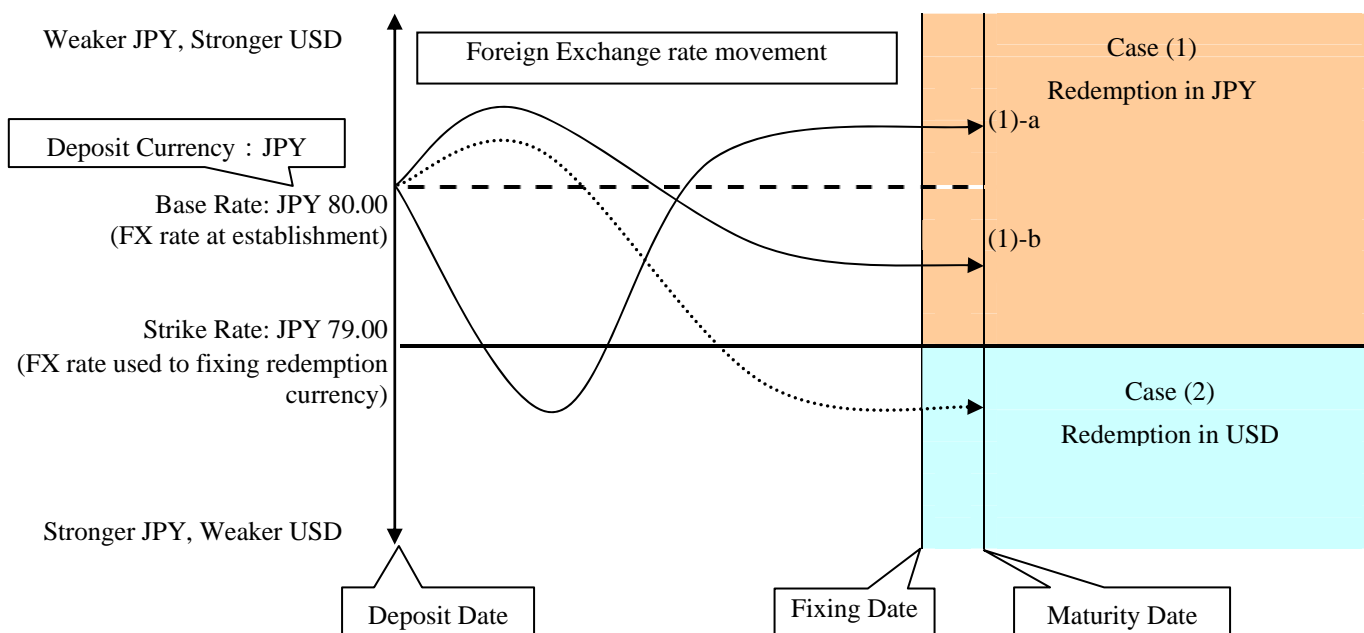 Weaker JPY, Stronger USD
Foreign Exchange rate movement
Case (1)
Redemption in JPY
(1)-a
Deposit Currency：JPY
Base Rate: JPY 80.00
(FX rate at establishment)
(1)-b
Strike Rate: JPY 79.00
(FX rate used to fixing redemption
currency)
Case (2)
Redemption in USD
Stronger JPY, Weaker USD
Deposit Date
Fixing Date
Maturity Date